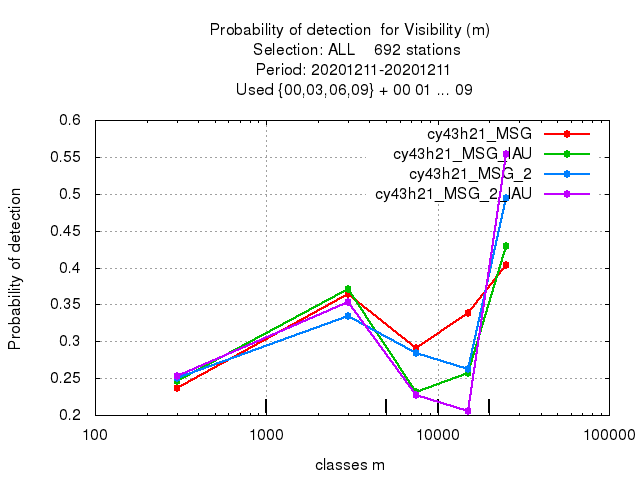 Probability of detection for Visibility (m)
Selection: ALL 692 stations
Period: 20201211-20201211
Used {00,03,06,09} + 00 01 ... 09
cy43h21_MSG
cy43h21_MSG_IAU
cy43h21_MSG_2
cy43h21_MSG_2_IAU
Probability of detection
0.6
0.55
0.5
0.45
0.4
0.35
0.3
0.25
0.2
100
1000
10000
100000
classes m